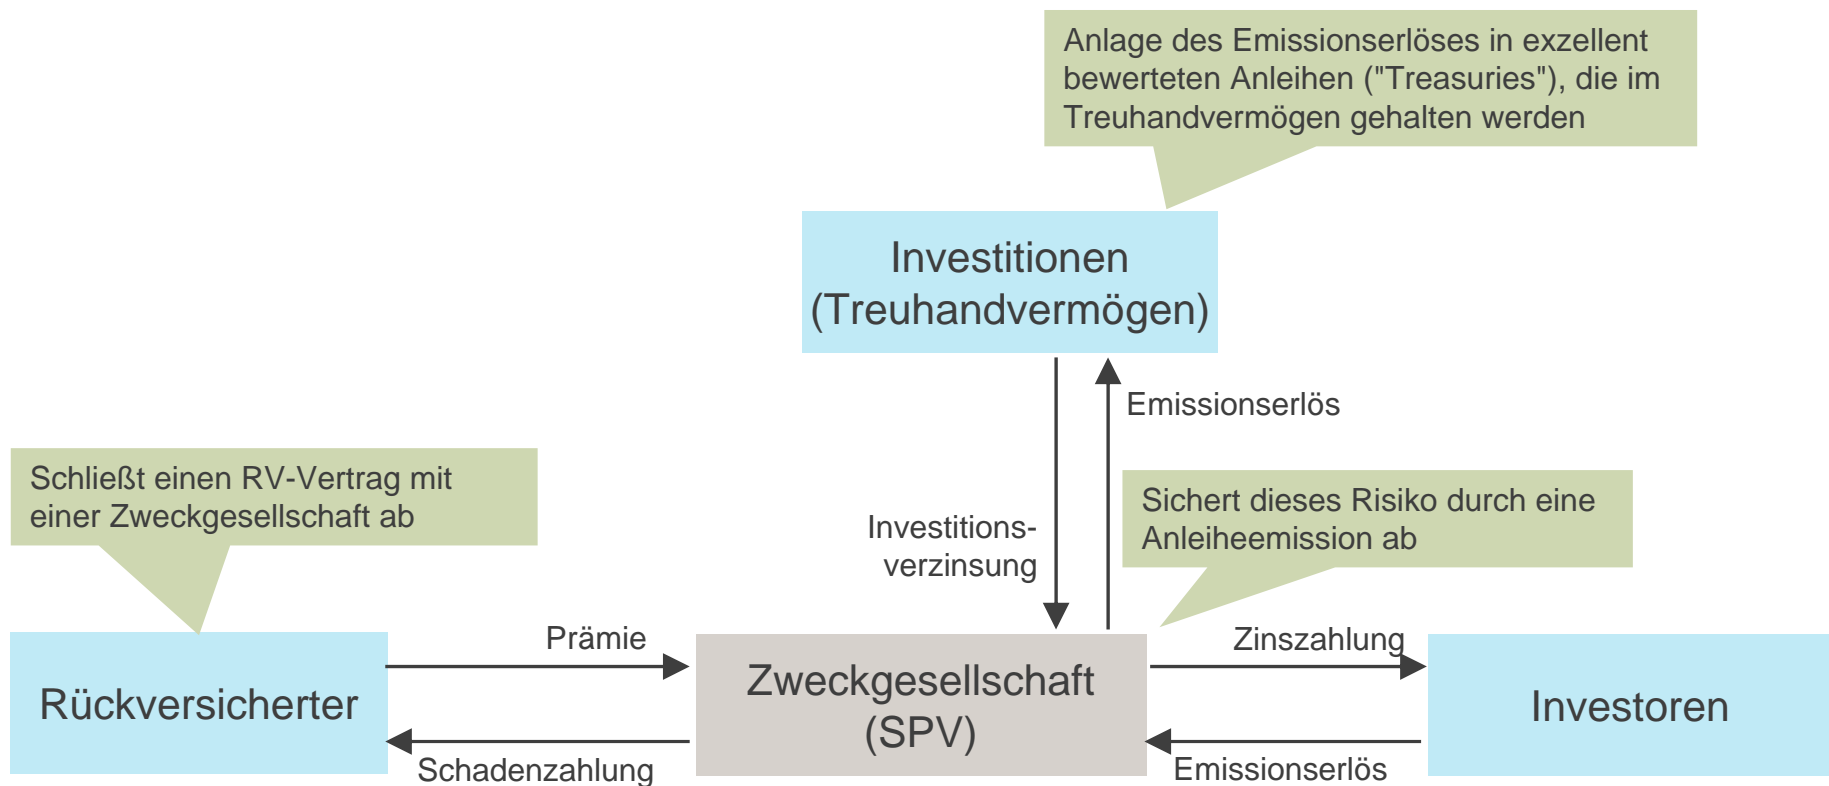 Anlage des Emissionserlöses in exzellent
bewerteten Anleihen ("Treasuries"), die im
Treuhandvermögen gehalten werden
Investitionen
(Treuhandvermögen)
Emissionserlös
Schließt einen RV-Vertrag mit
einer Zweckgesellschaft ab
Investitions-
verzinsung
Sichert dieses Risiko durch eine
Anleiheemission ab
Rückversicherter
Prämie
Schadenzahlung
Zweckgesellschaft
(SPV)
Zinszahlung
Emissionserlös
Investoren